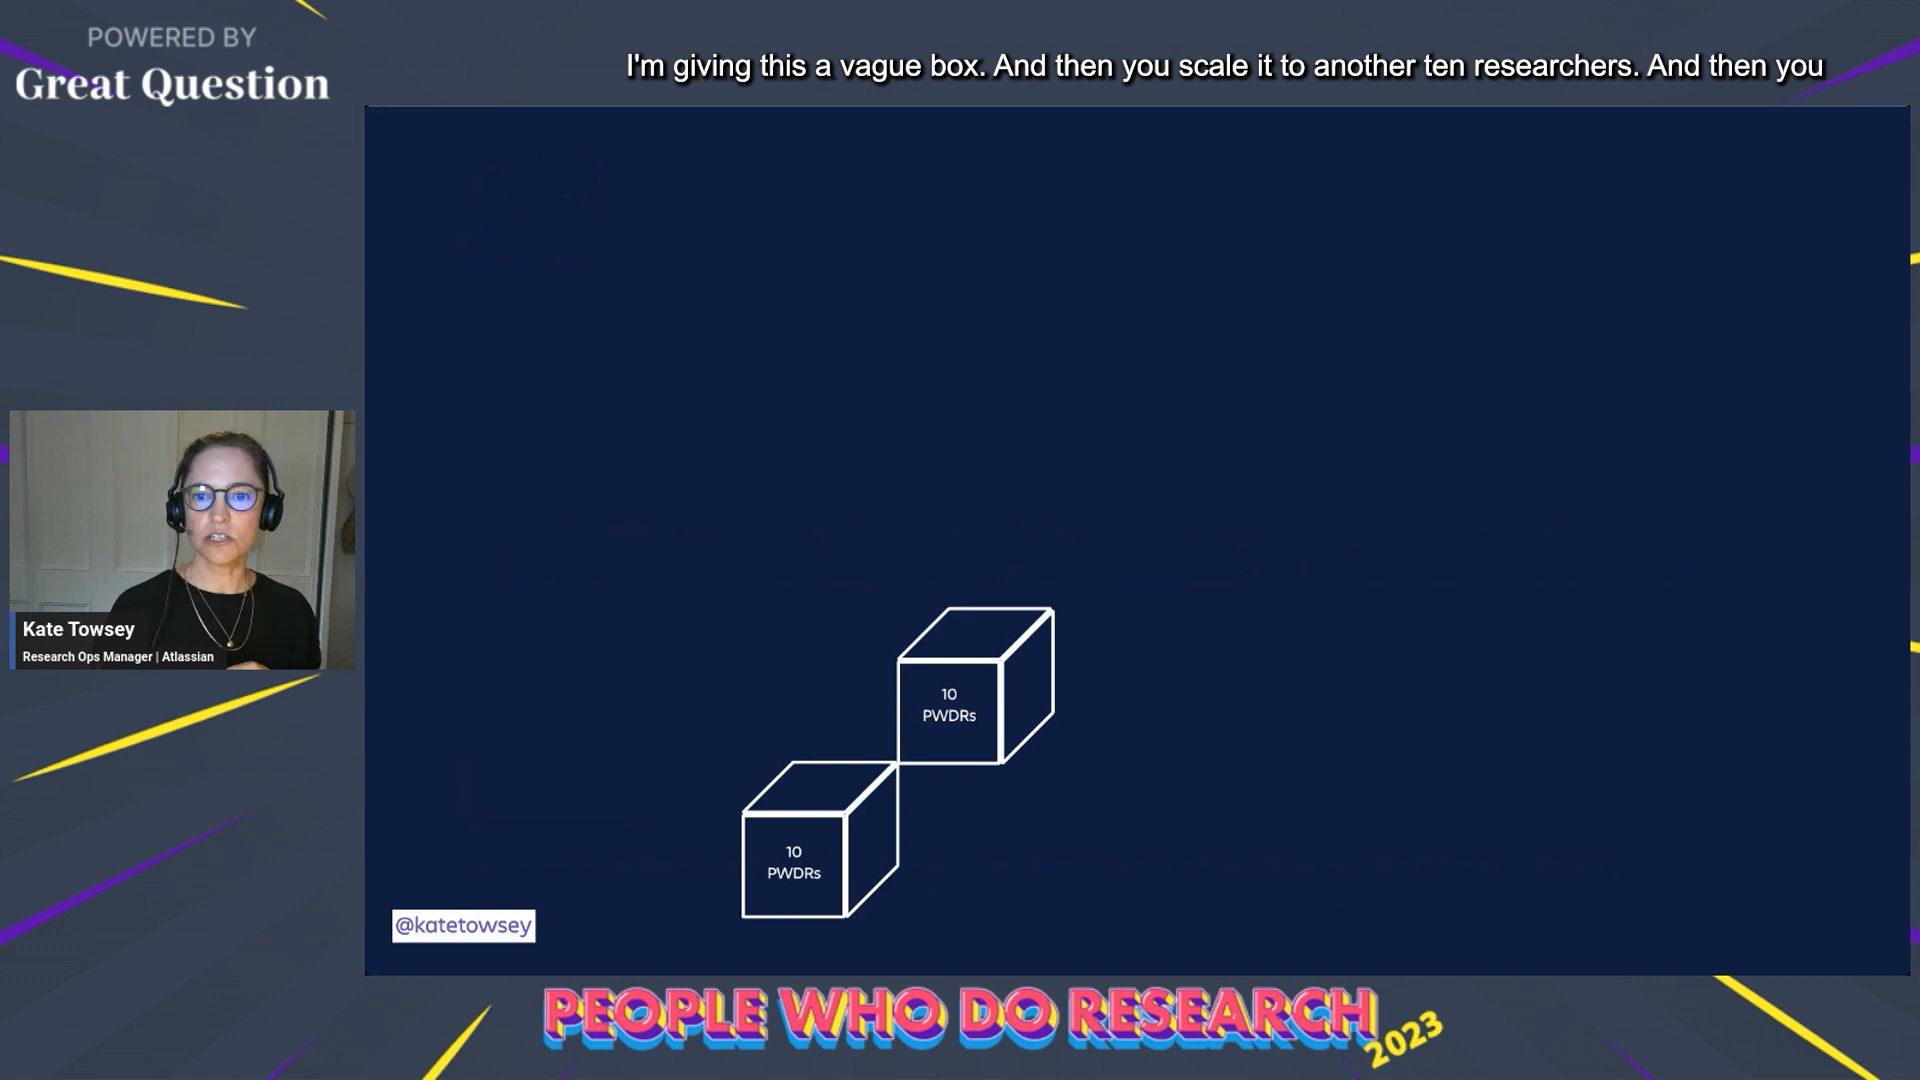 POWERED BY
Great Question
I'm giving this a vague box. And then you scale it to another ten researchers. And then you
Kate Towsey
Research Ops Manager | Atlassian
10
PWDRs
10
PWDRs
@katetowsey
PEOPLE WHO DO RESEARCH
2023